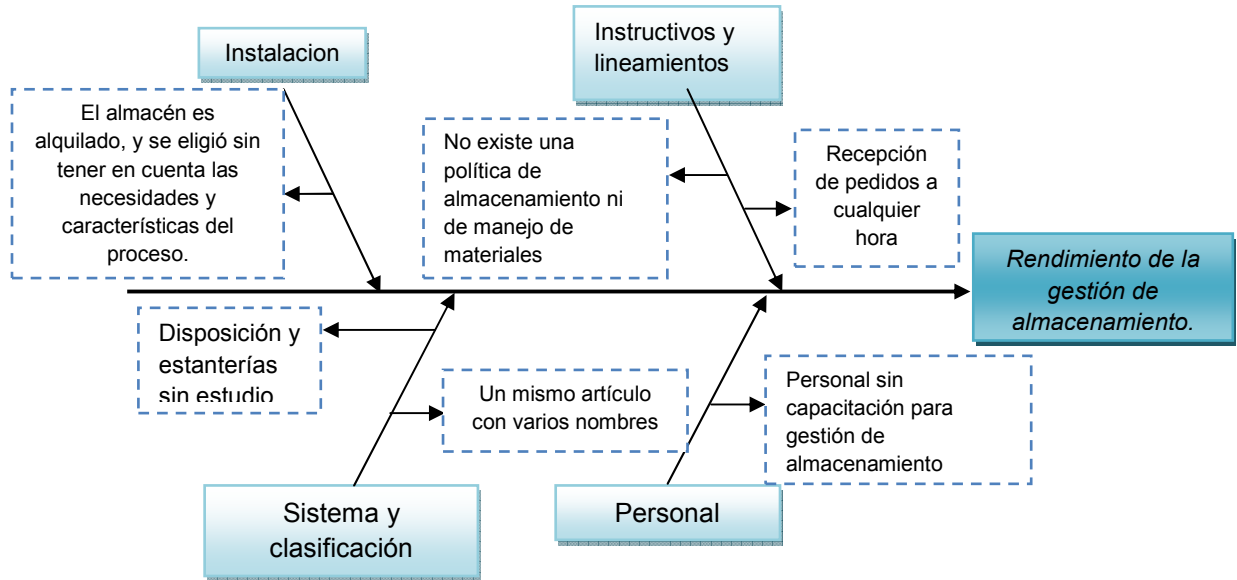 Instalacion
Instructivos y
lineamientos
El almacén es
alquilado, y se eligió sin
tener en cuenta las
necesidades y
características del
proceso.
No existe una
política de
almacenamiento ni
de manejo de
materiales
Recepción
de pedidos a
cualquier
hora
Rendimiento de la
gestión de
almacenamiento.
Disposición y
estanterías
sin estudio
Un mismo artículo
con varios nombres
Personal sin
capacitación para
gestión de
almacenamiento
Sistema y
clasificación
Personal